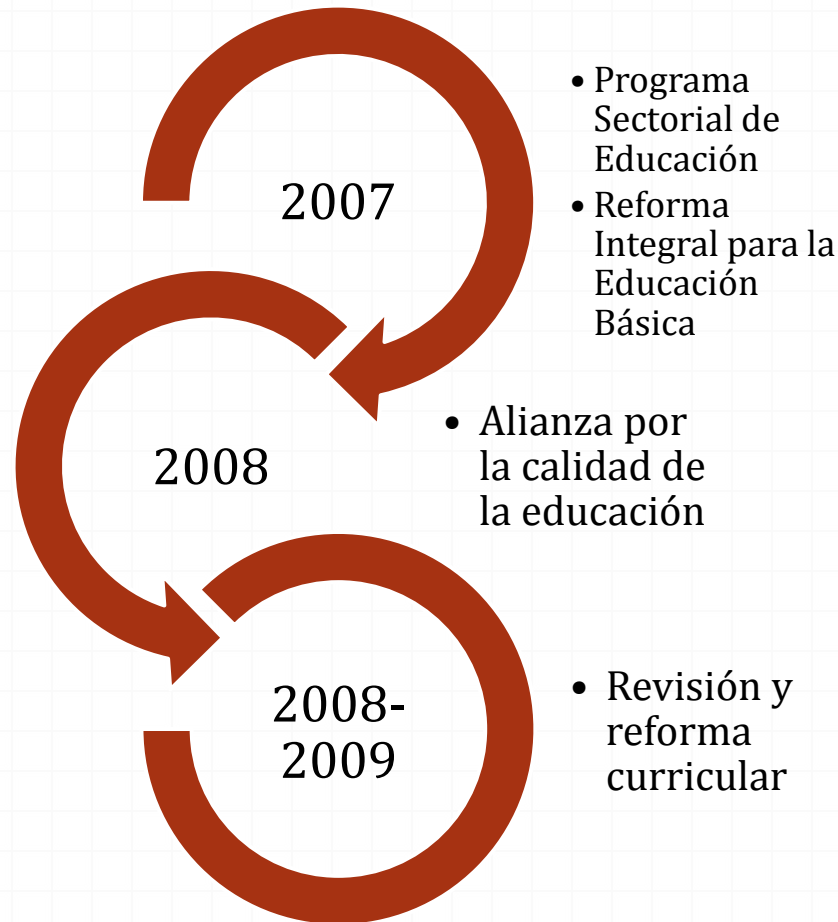 2007
• Programa
Sectorial de
Educación
• Reforma
Integral para la
Educación
Básica
2008
• Alianza por
la calidad de
la educación
2008-
2009
• Revisión y
reforma
curricular